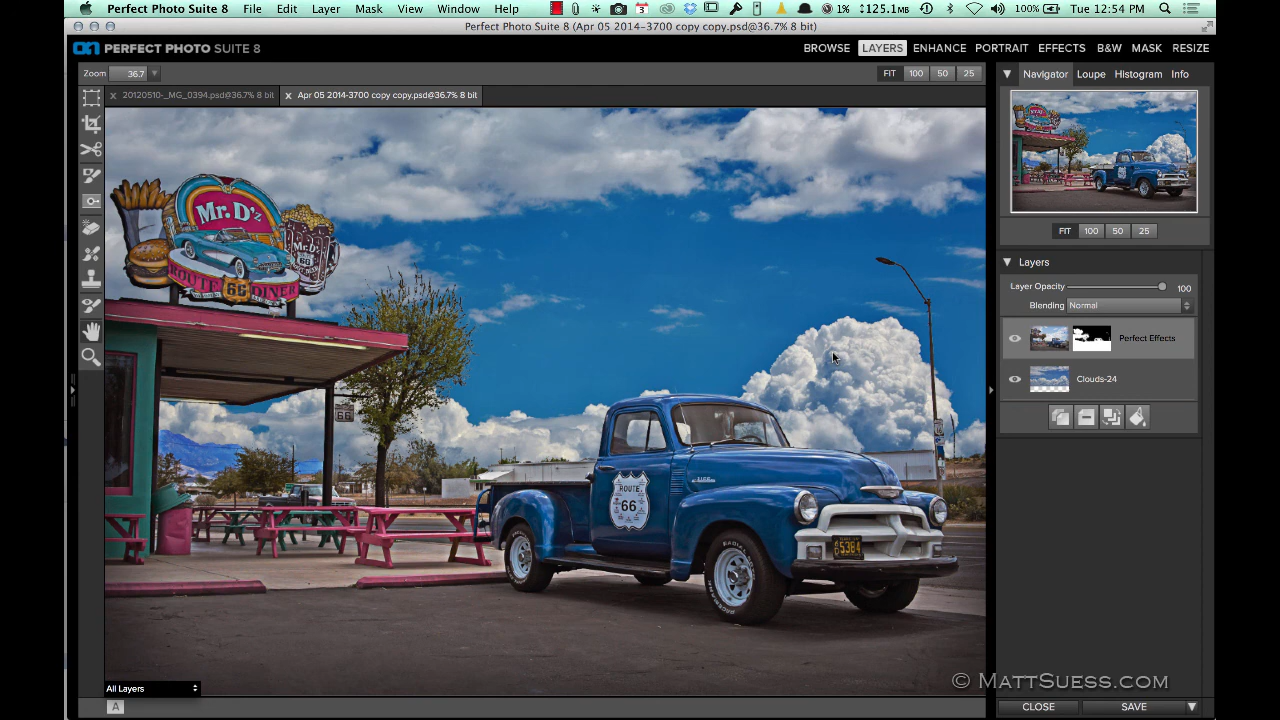 Perfect Photo Suite 8 File Edit Layer Mask View Window Help 3 1% 125.1MB 100% Tue 12:54 PM
Perfect Photo Suite 8 (Apr 05 2014-3700 copy copy.psd@36.7% 8 bit)
on PERFECT PHOTO SUITE 8 BROWSE LAYERS ENHANCE PORTRAIT EFFECTS B&W MASK RESIZE
Zoom 36.7 FIT 100 50 25
Navigator Loupe Histogram Info
x 20120510-_MG_0394.psd@36.7% 8 bit x Apr 05 2014-3700 copy copy.psd@36.7% 8 bit
Mr. D'z
Mr. D'z
ROUTE 66 DINER
66
ROUTE
66
5384
FIT 100 50 25
Layers
Layer Opacity 100
Blending Normal
Perfect Effects
Clouds-24
All Layers
A
© MattSuess.com
CLOSE SAVE